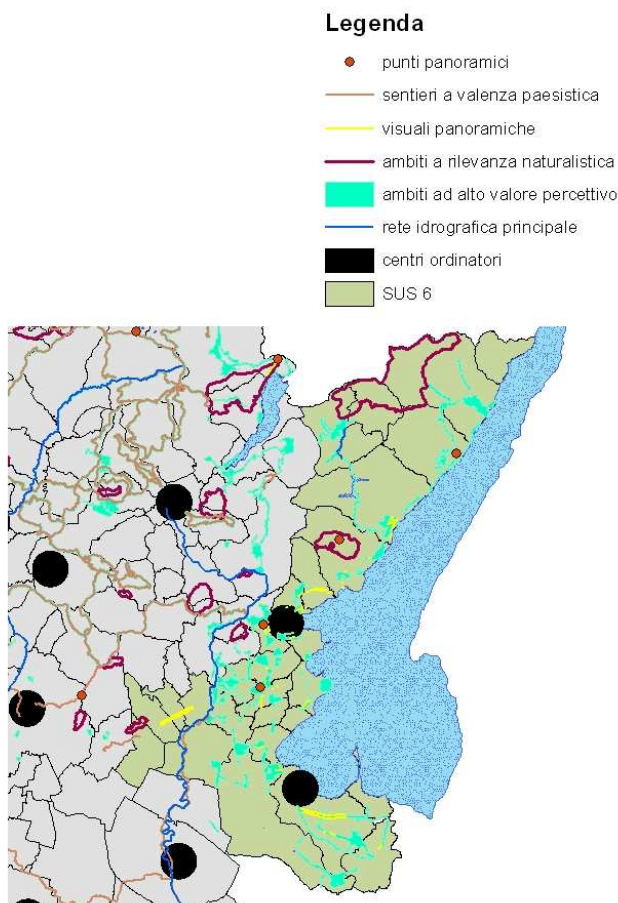 Legenda
punti panoramici
sentieri a valenza paesistica
visuali panoramiche
ambiti a rilevanza naturalistica
ambiti ad alto valore percettivo
rete idrografica principale
centri ordinatori
SUS 6